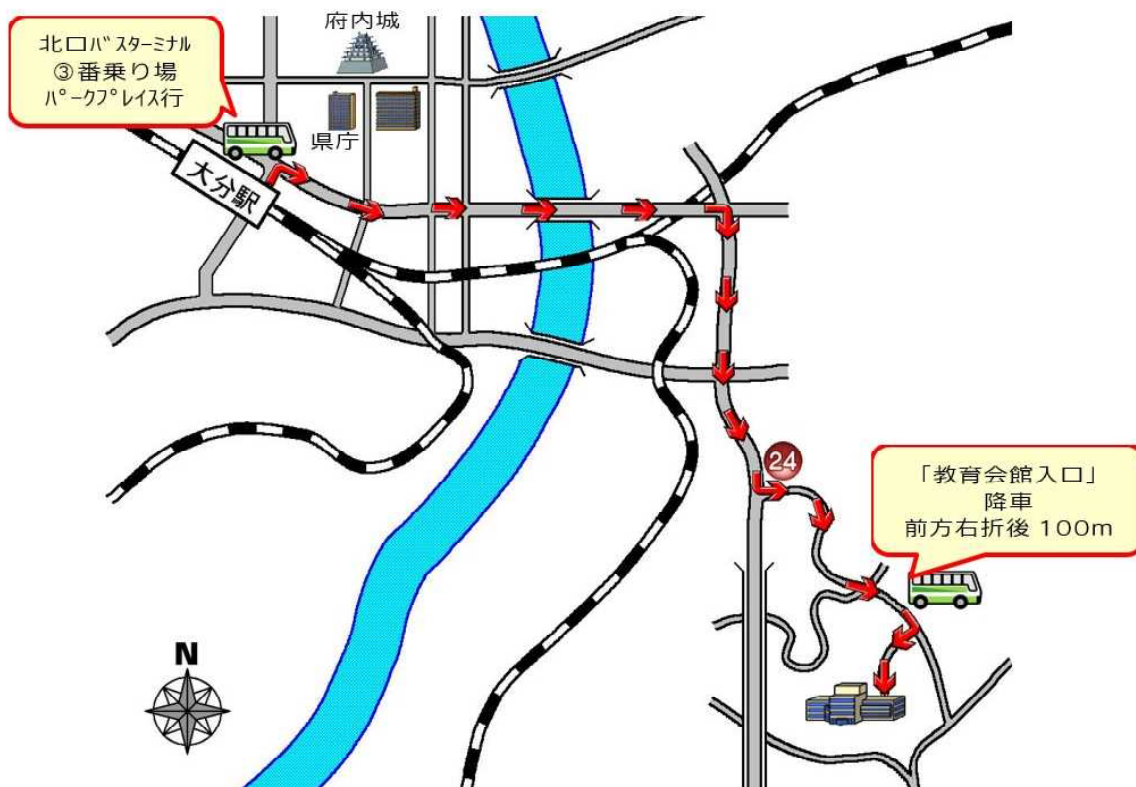 府内城
北口ﾊﾞｽﾀｰﾐﾅﾙ
③番乗り場
ﾊﾟｰｸﾌﾟﾚｲｽ行
県庁
大分駅
24
「教育会館入口」
降車
前方右折後 100m
N